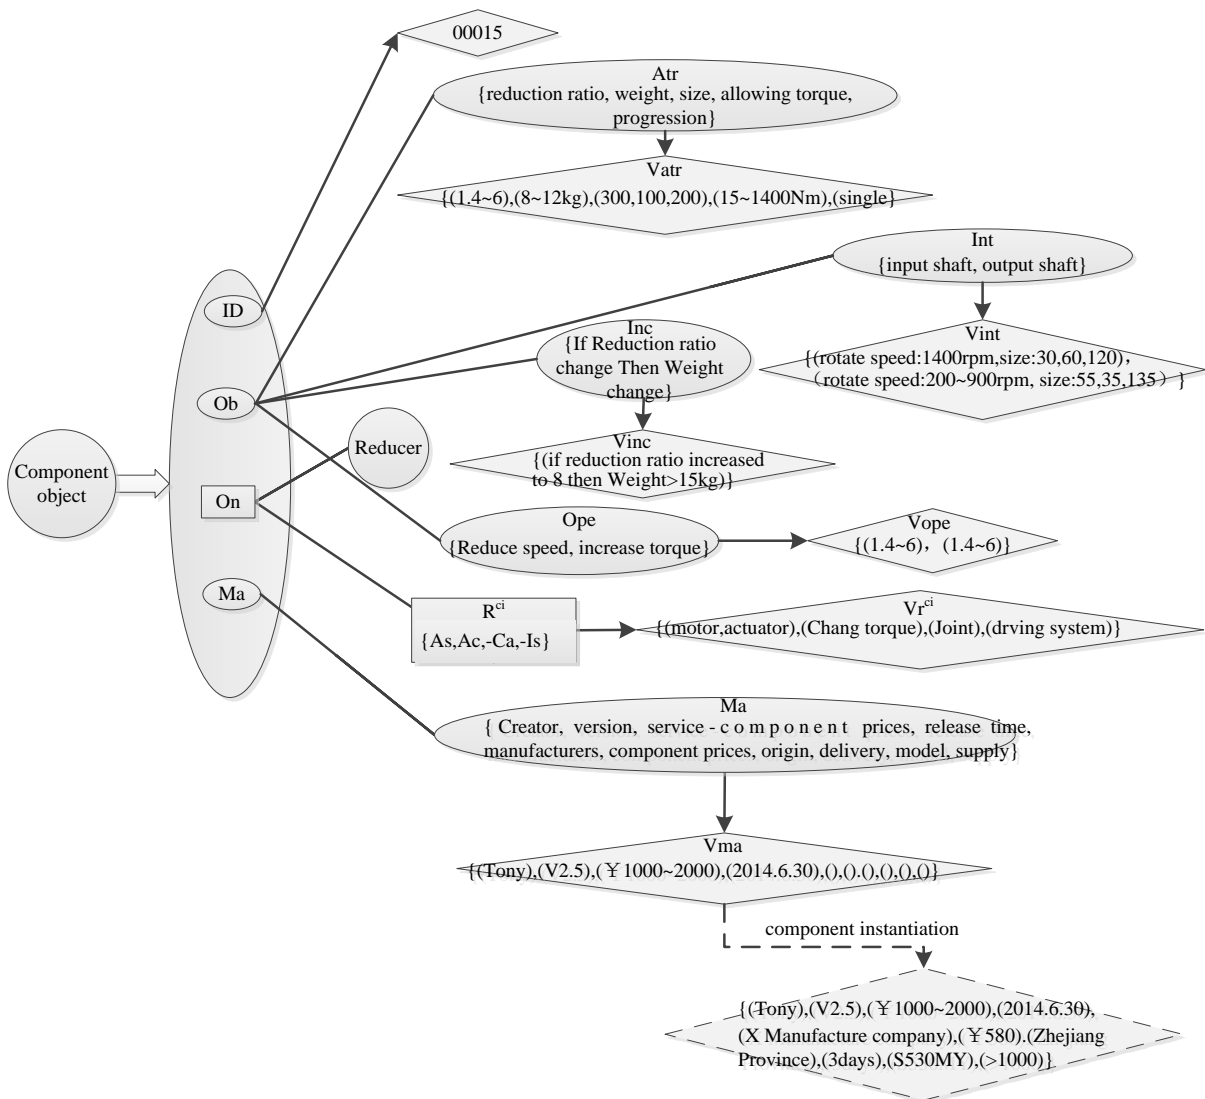 00015
Atr
{reduction ratio, weight, size, allowing torque,
progression}
Vatr
{(1.4~6),(8~12kg),(300,100,200),(15~1400Nm),(single}
Int
{input shaft, output shaft}
Vint
{(rotate speed:1400rpm,size:30,60,120),
(rotate speed:200~900rpm, size:55,35,135) }
ID
Inc
{If Reduction ratio
change Then Weight
change}
Ob
Vinc
{(if reduction ratio increased
to 8 then Weight>15kg)}
Reducer
Component
object
On
Ope
{Reduce speed, increase torque}
Vope
{(1.4~6), (1.4~6)}
Ma
R^ci
{As,Ac,-Ca,-Is}
Vr^ci
{(motor,actuator),(Chang torque),(Joint),(drving system)}
Ma
{ Creator, version, service-component prices, release time,
manufacturers, component prices, origin, delivery, model, supply}
Vma
{(Tony),(V2.5),(￥1000~2000),(2014.6.30),(),().(),(),(),()}
component instantiation
{(Tony),(V2.5),(￥1000~2000),(2014.6.30),
(X Manufacture company),(￥580).(Zhejiang
Province),(3days),(S530MY),(>1000)}